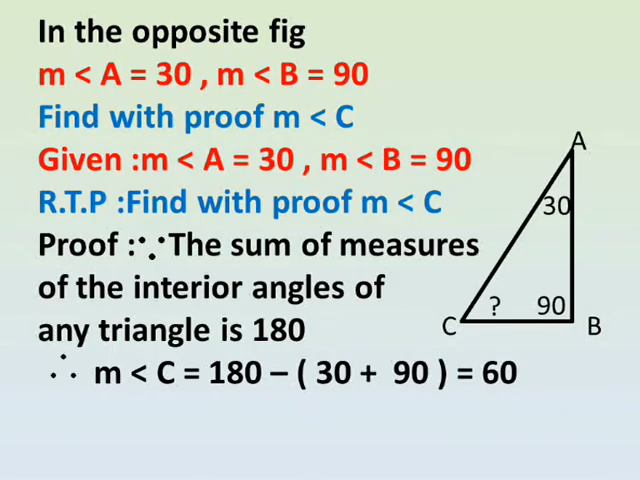 In the opposite fig
m < A = 30 , m < B = 90
Find with proof m < C
Given :m < A = 30 , m < B = 90
R.T.P :Find with proof m < C
Proof :∵The sum of measures
of the interior angles of
any triangle is 180
∴ m < C = 180 – ( 30 + 90 ) = 60
A
30
? 90
C B